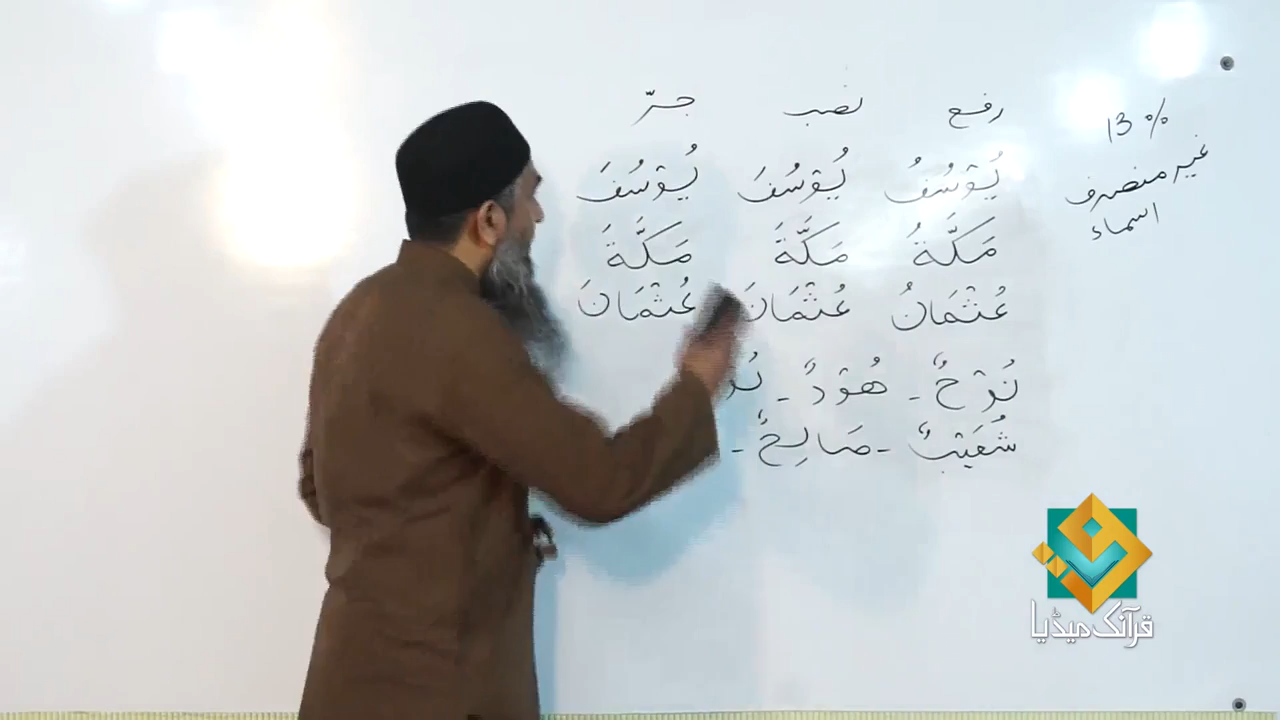 رفع نصب جرّ
13%
غیر منصرف
اسماء
يُوْسُفُ يُوْسُفَ يُوْسُفَ
مَكَّةُ مَكَّةَ مَكَّةَ
عُثْمَانُ عُثْمَانَ عُثْمَانَ
نُوْحٌ - هُوْدٌ -
شُعَيْبٌ - صَالِحٌ -
قرآنک میڈیا